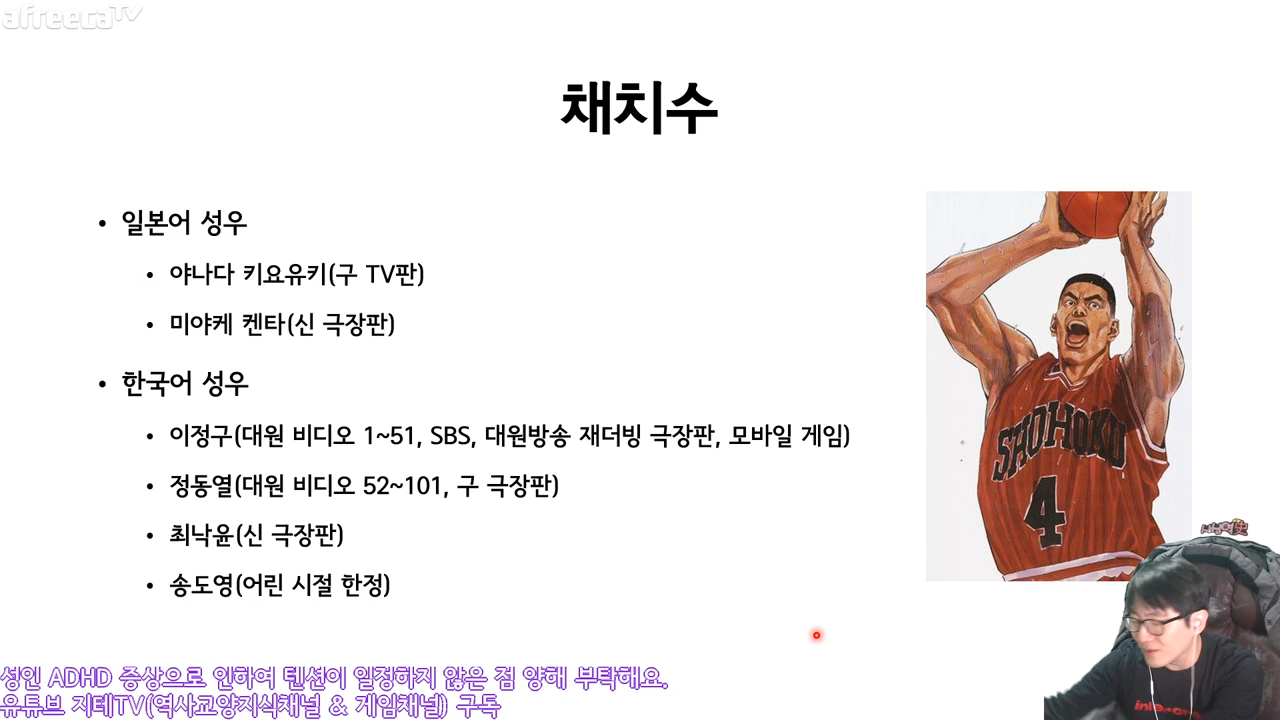 afreecaTV
채치수
• 일본어 성우
• 야나다 키요유키(구 TV판)
• 미야케 켄타(신 극장판)
• 한국어 성우
• 이정구(대원 비디오 1~51, SBS, 대원방송 재더빙 극장판, 모바일 게임)
• 정동열(대원 비디오 52~101, 구 극장판)
• 최낙윤(신 극장판)
• 송도영(어린 시절 한정)
SHOHOKU
4
성인 ADHD 증상으로 인하여 텐션이 일정하지 않은 점 양해 부탁해요.
유튜브 지테TV(역사교양지식채널 & 게임채널) 구독